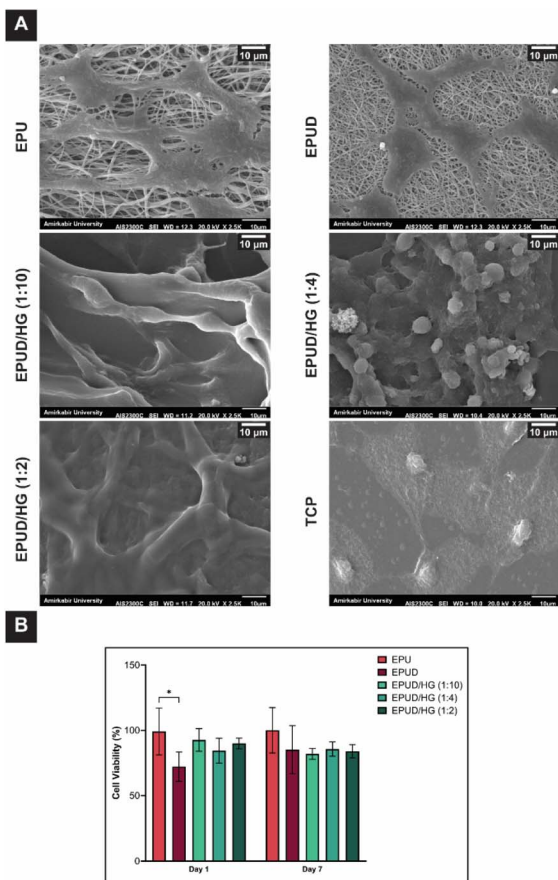 A
10 µm
EPU
Amirkabir University AIS2300C SEI WD = 12.3 20.0 kV X 2.5K 10um
10 µm
EPUD
Amirkabir University AIS2300C SEI WD = 12.3 20.0 kV X 2.5K 10um
10 µm
EPUD/HG (1:10)
Amirkabir University AIS2300C SEI WD = 11.2 20.0 kV X 2.5K 10um
10 µm
EPUD/HG (1:4)
Amirkabir University AIS2300C SEI WD = 10.4 20.0 kV X 2.5K 10um
10 µm
EPUD/HG (1:2)
Amirkabir University AIS2300C SEI WD = 11.7 20.0 kV X 2.5K 10um
10 µm
TCP
Amirkabir University AIS2300C SEI WD = 16.0 20.0 kV X 2.5K 10um
B
Cell Viability (%)
150
100
50
0
*
Day 1
Day 7
EPU
EPUD
EPUD/HG (1:10)
EPUD/HG (1:4)
EPUD/HG (1:2)